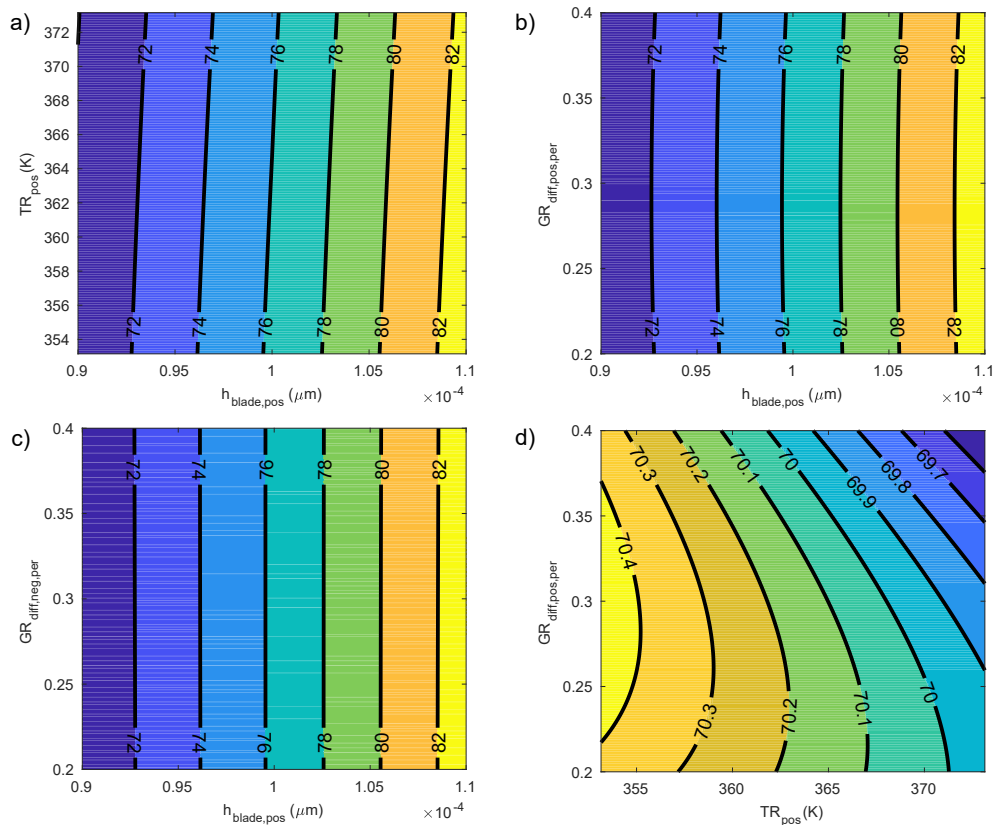 a)
372
370
368
366
364
362
360
358
356
354
TR_pos (K)
72 74 76 78 80 82
72 74 76 78 80 82
0.9 0.95 1 1.05 1.1
h_blade,pos (μm)
×10^-4
b)
0.4
0.35
0.3
0.25
0.2
GR_diff,pos,per
72 74 76 78 80 82
72 74 76 78 80 82
0.9 0.95 1 1.05 1.1
h_blade,pos (μm)
×10^-4
c)
0.4
0.35
0.3
0.25
0.2
GR_diff,neg,per
72 74 76 78 80 82
72 74 76 78 80 82
0.9 0.95 1 1.05 1.1
h_blade,pos (μm)
×10^-4
d)
0.4
0.35
0.3
0.25
0.2
GR_diff,pos,per
70.3 70.2 70.1 70 69.9 69.8 69.7
70.4
70.3 70.2 70.1 70
355 360 365 370
TR_pos (K)